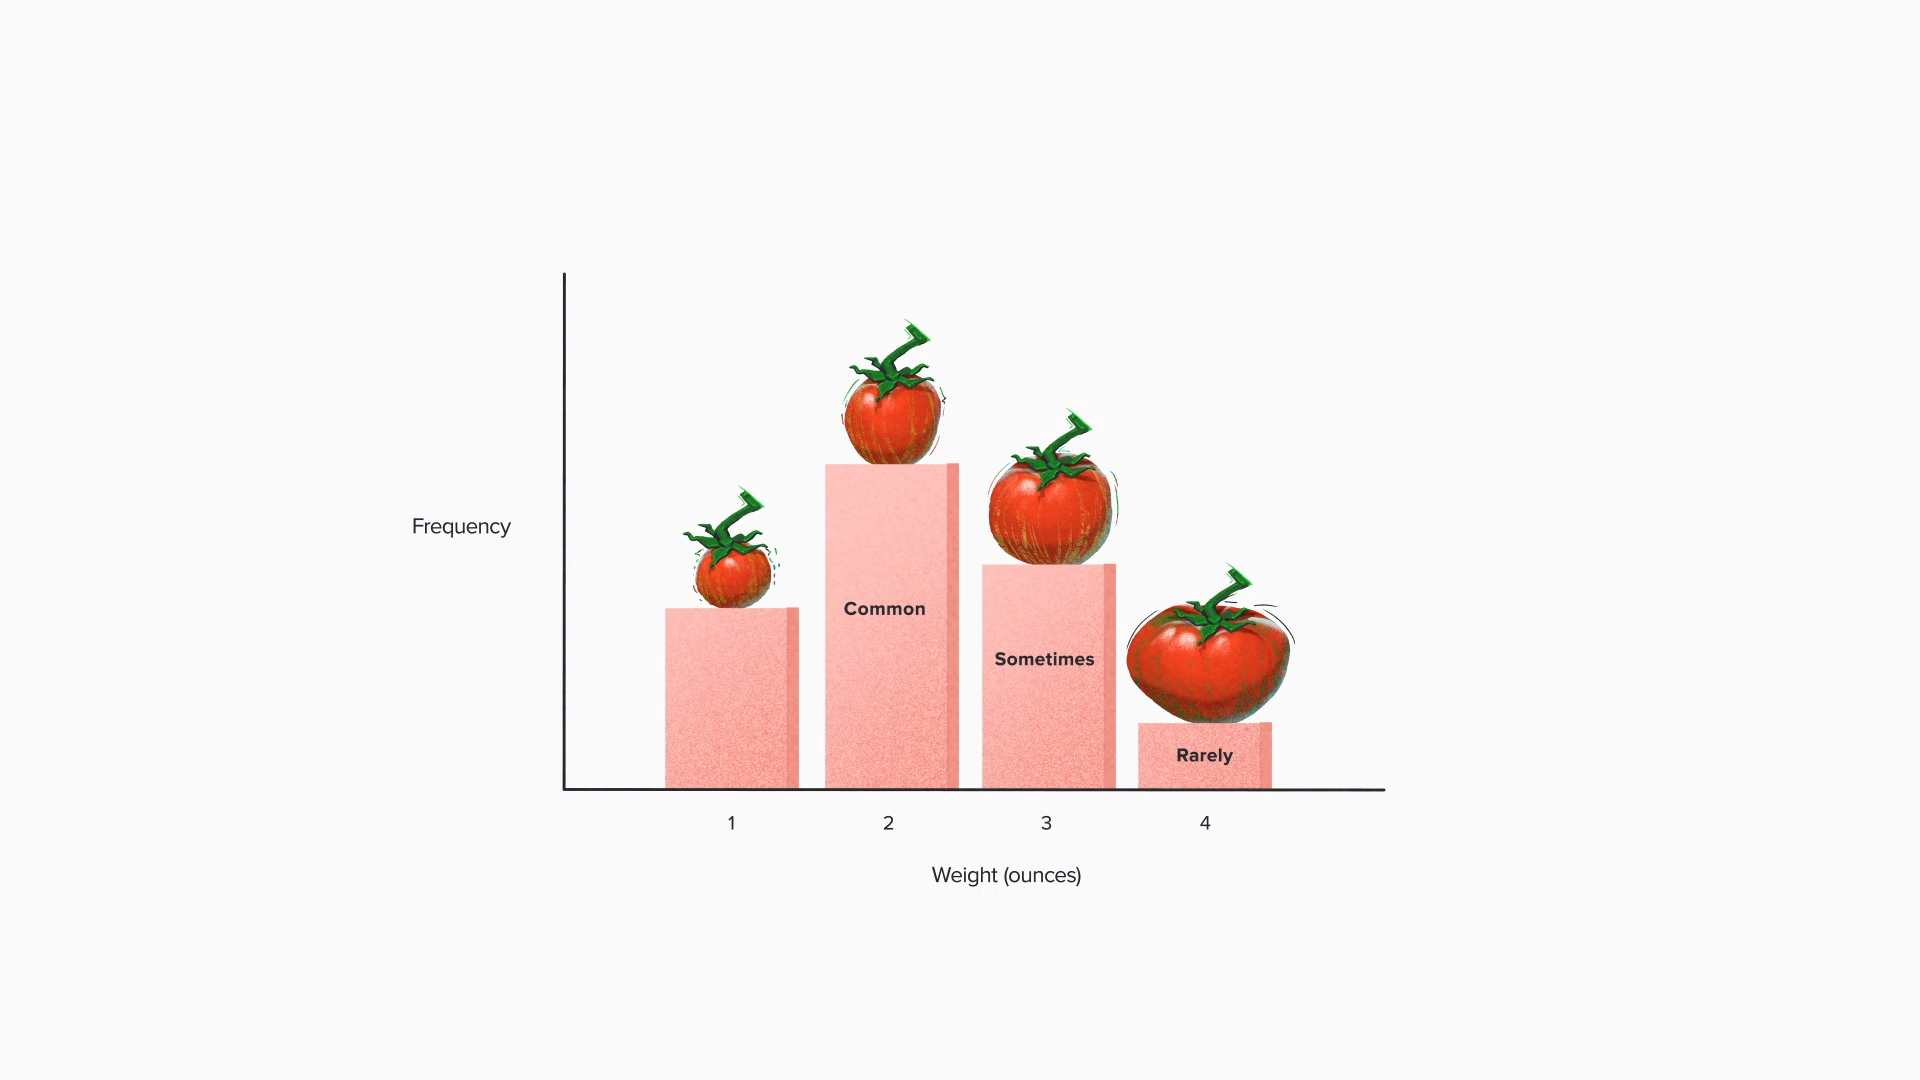 Frequency
Common
Sometimes
Rarely
1 2 3 4
Weight (ounces)